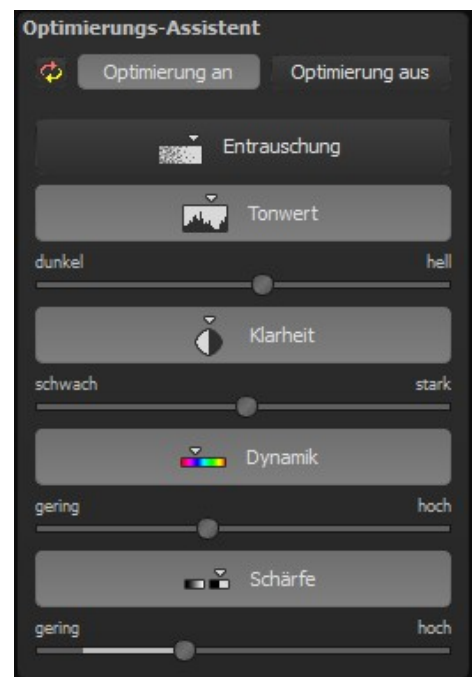 Optimierungs-Assistent
Optimierung an Optimierung aus
Entrauschung
Tonwert
dunkel hell
Klarheit
schwach stark
Dynamik
gering hoch
Schärfe
gering hoch